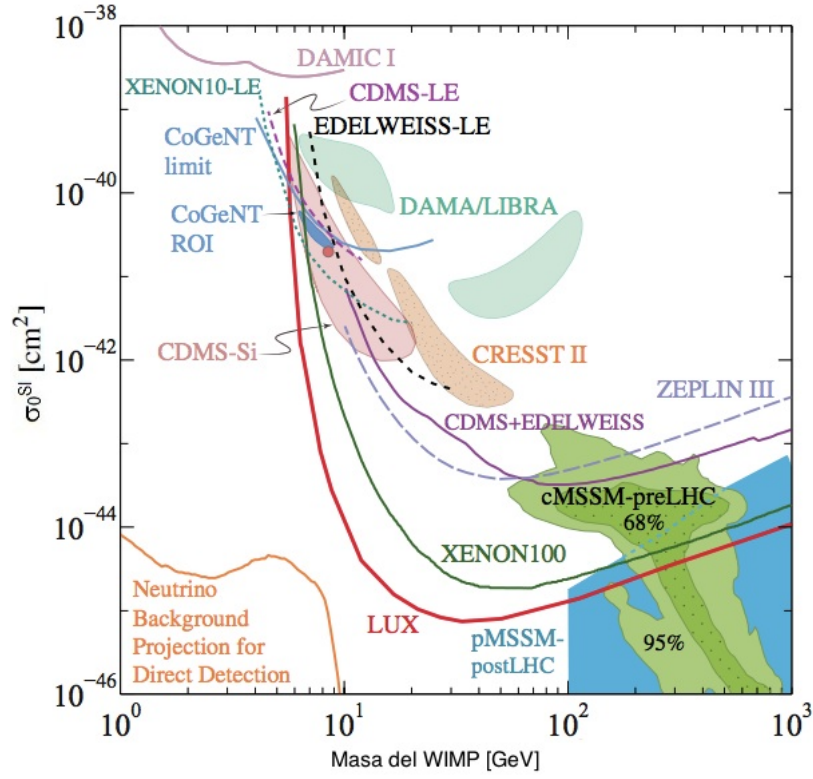 10⁻³⁸
DAMIC I
XENON10-LE
CDMS-LE
EDELWEISS-LE
CoGeNT
limit
10⁻⁴⁰
DAMA/LIBRA
CoGeNT
ROI
σ₀ˢᴵ [cm²]
CDMS-Si
10⁻⁴²
CRESST II
ZEPLIN III
CDMS+EDELWEISS
cMSSM-preLHC
68%
10⁻⁴⁴
XENON100
Neutrino
Background
Projection for
Direct Detection
LUX
pMSSM-
postLHC
95%
10⁻⁴⁶
10⁰ 10¹ 10² 10³
Masa del WIMP [GeV]